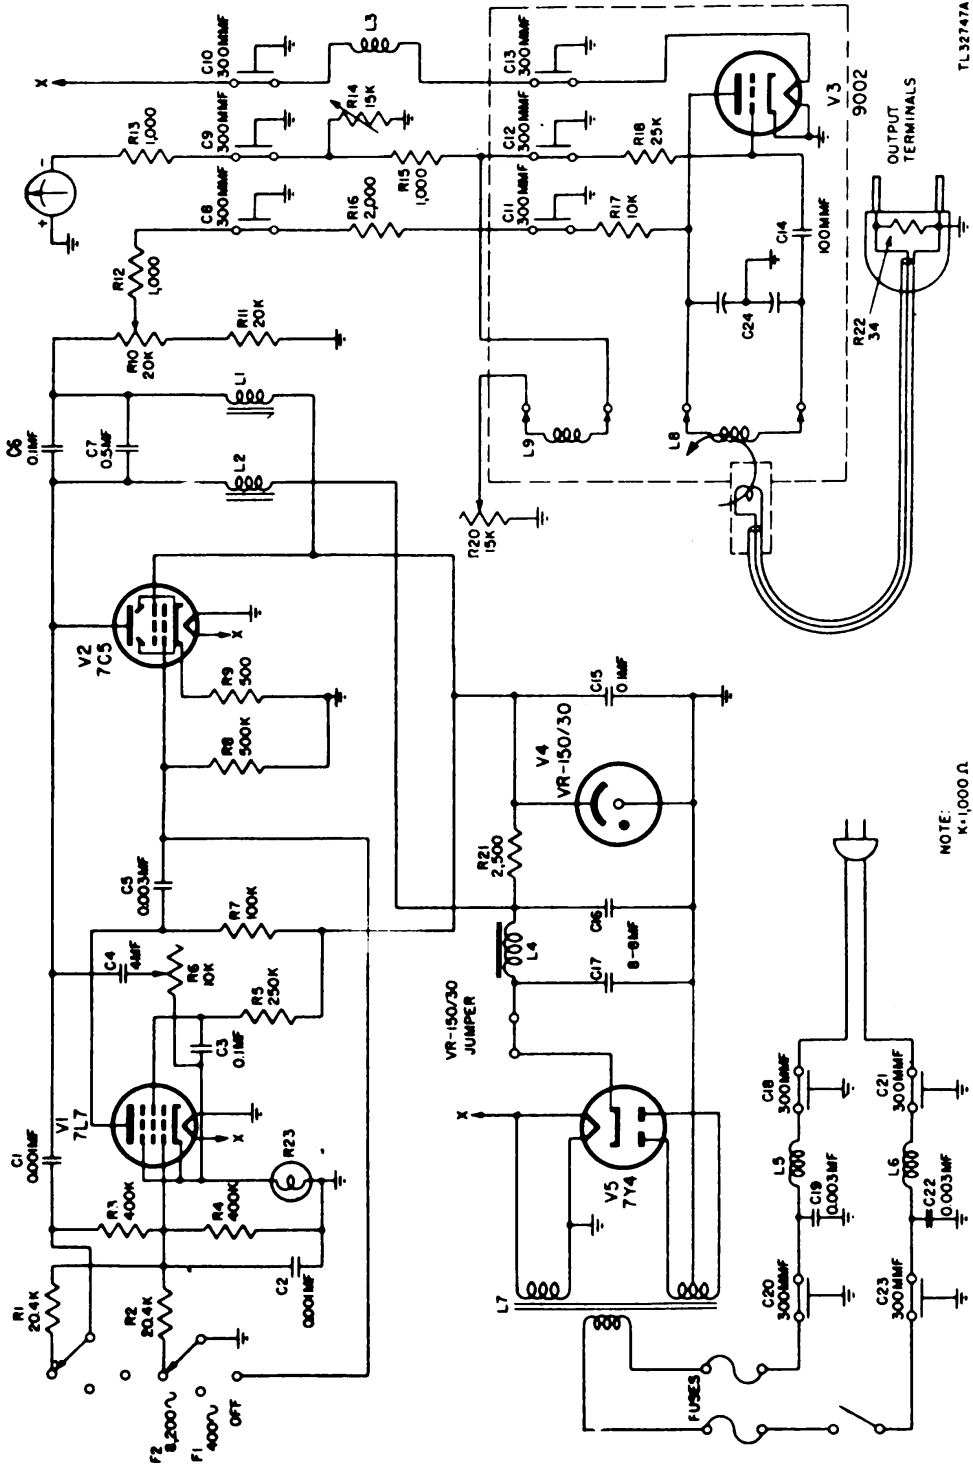 X
C10
300MMF
L3
C13
300MMF
TL32747A
R13
1,000
C9
300MMF
R14
15K
C12
300MMF
R18
25K
V3
9002
-
+
C8
300MMF
R16
2,000
R15
1,000
C11
300MMF
R17
10K
C14
100MMF
OUTPUT
TERMINALS
R12
1,000
R10
20K
R11
20K
C24
R22
34
C6
0.1MF
C7
0.5MF
L1
L2
L9
L8
R20
15K
V2
7C5
X
R9
500
R8
500K
C15
0.1MF
V4
VR-150/30
C5
0.003MF
R7
100K
R21
2,500
C16
8-8MF
NOTE:
K=1,000 Ω
C4
4MF
R6
10K
R5
250K
L4
C17
C3
0.1MF
VR-150/30
JUMPER
C1
0.001MF
V1
7L7
X
R23
X
V5
7Y4
C18
300MMF
C21
300MMF
R3
400K
R4
400K
L5
C19
0.003MF
L6
C22
0.003MF
R1
20.4K
R2
20.4K
C2
0.001MF
L7
C20
300MMF
C23
300MMF
F2
8,200~
F1
400~
OFF
FUSES